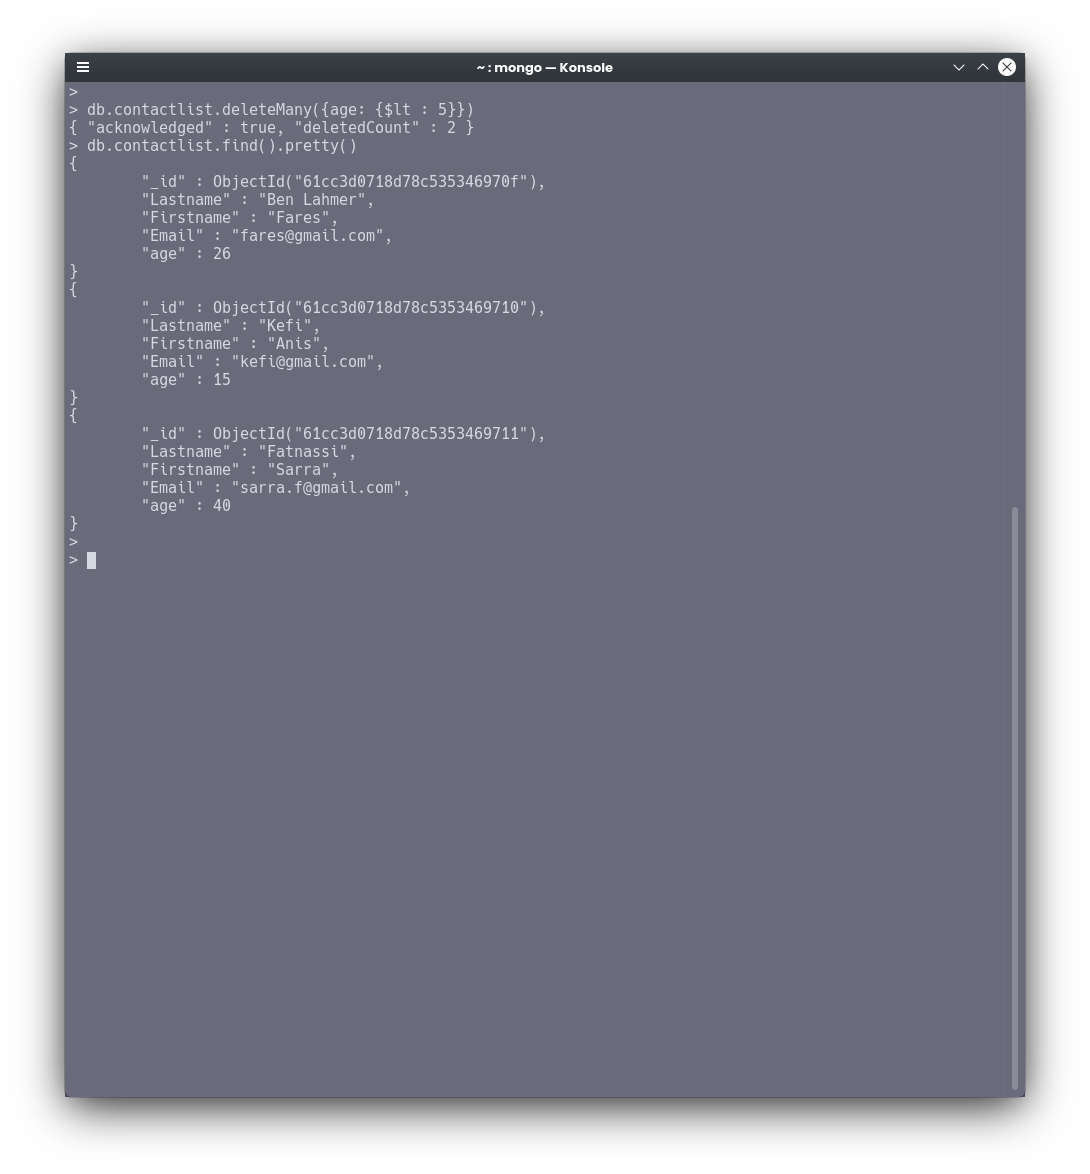 ~ : mongo — Konsole
>
> db.contactlist.deleteMany({age: {$lt : 5}})
{ "acknowledged" : true, "deletedCount" : 2 }
> db.contactlist.find().pretty()
{
        "_id" : ObjectId("61cc3d0718d78c535346970f"),
        "Lastname" : "Ben Lahmer",
        "Firstname" : "Fares",
        "Email" : "fares@gmail.com",
        "age" : 26
}
{
        "_id" : ObjectId("61cc3d0718d78c5353469710"),
        "Lastname" : "Kefi",
        "Firstname" : "Anis",
        "Email" : "kefi@gmail.com",
        "age" : 15
}
{
        "_id" : ObjectId("61cc3d0718d78c5353469711"),
        "Lastname" : "Fatnassi",
        "Firstname" : "Sarra",
        "Email" : "sarra.f@gmail.com",
        "age" : 40
}
>
>